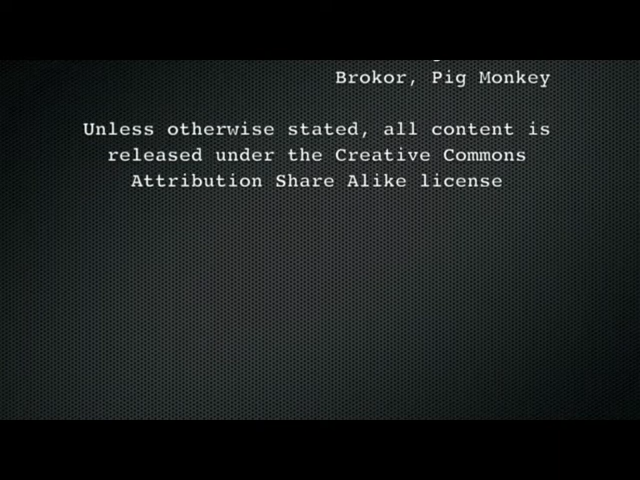 Brokor, Pig Monkey
Unless otherwise stated, all content is
released under the Creative Commons
Attribution Share Alike license